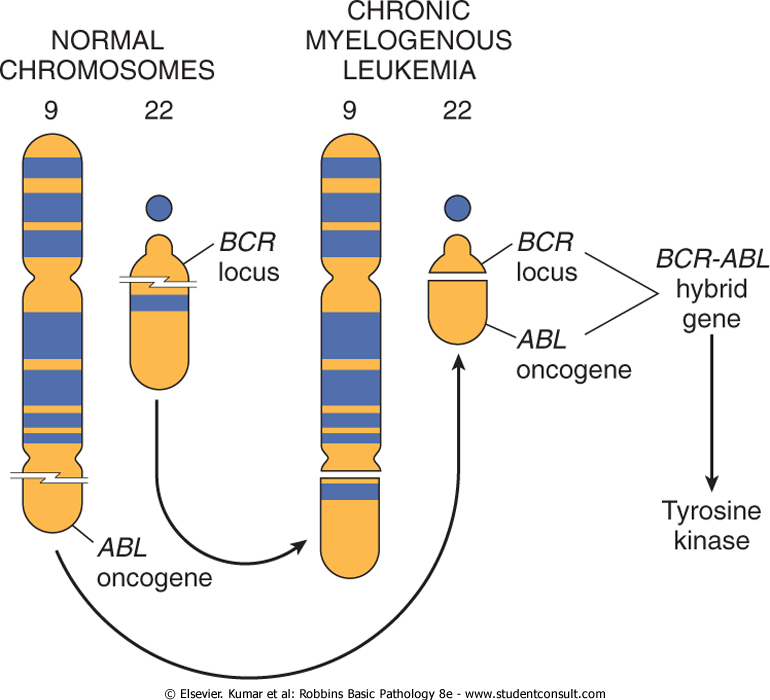 NORMAL
CHROMOSOMES
9 22
CHRONIC
MYELOGENOUS
LEUKEMIA
9 22
BCR
locus
ABL
oncogene
BCR
locus
ABL
oncogene
BCR-ABL
hybrid
gene
Tyrosine
kinase
© Elsevier. Kumar et al: Robbins Basic Pathology 8e - www.studentconsult.com